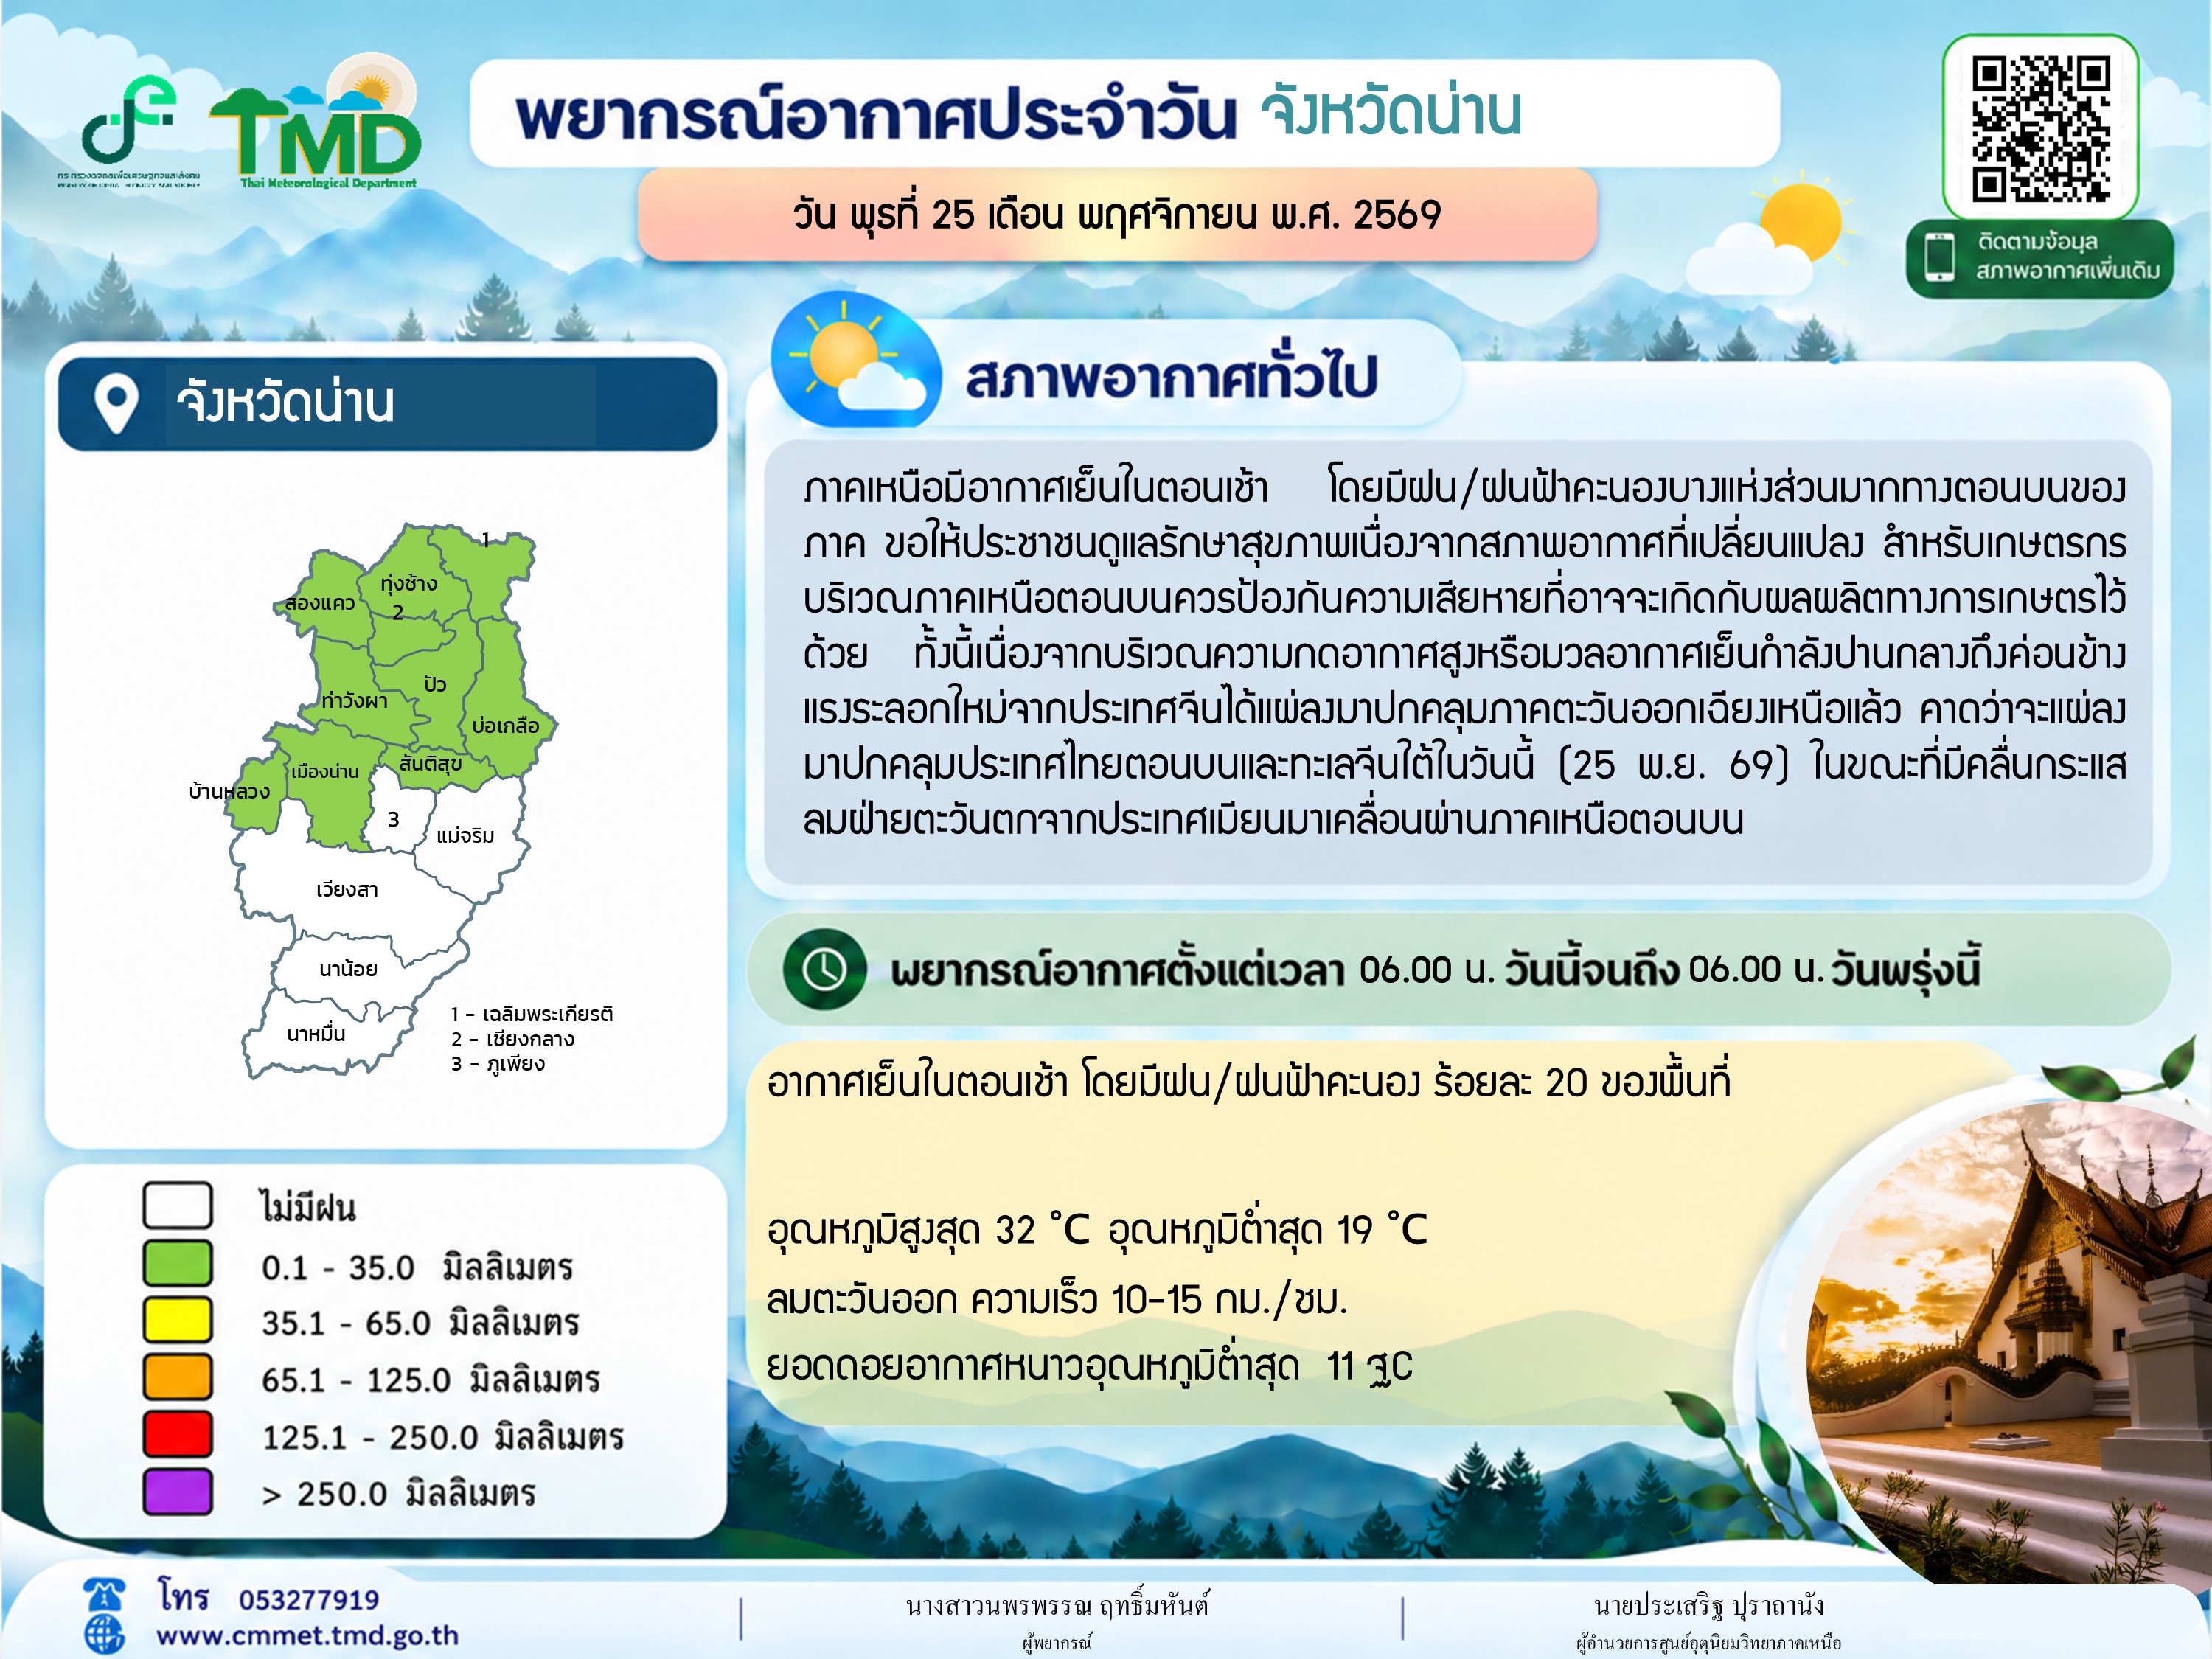 พยากรณ์อากาศประจำวัน จังหวัดน่าน
TMD
Thai Meteorological Department
วัน พุธที่ 25 เดือน พฤศจิกายน พ.ศ. 2569
ติดตามข้อมูล
สภาพอากาศเพิ่มเติม
จังหวัดน่าน
1
ทุ่งช้าง
สองแคว
2
ปัว
ท่าวังผา
บ่อเกลือ
สันติสุข
เมืองน่าน
บ้านหลวง
3
แม่จริม
เวียงสา
นาน้อย
นาหมื่น
1 - เฉลิมพระเกียรติ
2 - เชียงกลาง
3 - ภูเพียง
ไม่มีฝน
0.1 - 35.0 มิลลิเมตร
35.1 - 65.0 มิลลิเมตร
65.1 - 125.0 มิลลิเมตร
125.1 - 250.0 มิลลิเมตร
> 250.0 มิลลิเมตร
สภาพอากาศทั่วไป
ภาคเหนือมีอากาศเย็นในตอนเช้า โดยมีฝน/ฝนฟ้าคะนองบางแห่งส่วนมากทางตอนบนของ
ภาค ขอให้ประชาชนดูแลรักษาสุขภาพเนื่องจากสภาพอากาศที่เปลี่ยนแปลง สำหรับเกษตรกร
บริเวณภาคเหนือตอนบนควรป้องกันความเสียหายที่อาจจะเกิดกับผลผลิตทางการเกษตรไว้
ด้วย ทั้งนี้เนื่องจากบริเวณความกดอากาศสูงหรือมวลอากาศเย็นกำลังปานกลางถึงค่อนข้าง
แรงระลอกใหม่จากประเทศจีนได้แผ่ลงมาปกคลุมภาคตะวันออกเฉียงเหนือแล้ว คาดว่าจะแผ่ลง
มาปกคลุมประเทศไทยตอนบนและทะเลจีนใต้ในวันนี้ (25 พ.ย. 69) ในขณะที่มีคลื่นกระแส
ลมฝ่ายตะวันตกจากประเทศเมียนมาเคลื่อนผ่านภาคเหนือตอนบน
พยากรณ์อากาศตั้งแต่เวลา 06.00 น. วันนี้จนถึง 06.00 น. วันพรุ่งนี้
อากาศเย็นในตอนเช้า โดยมีฝน/ฝนฟ้าคะนอง ร้อยละ 20 ของพื้นที่
อุณหภูมิสูงสุด 32 °C อุณหภูมิต่ำสุด 19 °C
ลมตะวันออก ความเร็ว 10-15 กม./ชม.
ยอดดอยอากาศหนาวอุณหภูมิต่ำสุด 11 ฐC
โทร 053277919
www.cmmet.tmd.go.th
นางสาวนพรพรรณ ฤทธิ์มหันต์
ผู้พยากรณ์
นายประเสริฐ ปุราถานัง
ผู้อำนวยการศูนย์อุตุนิยมวิทยาภาคเหนือ